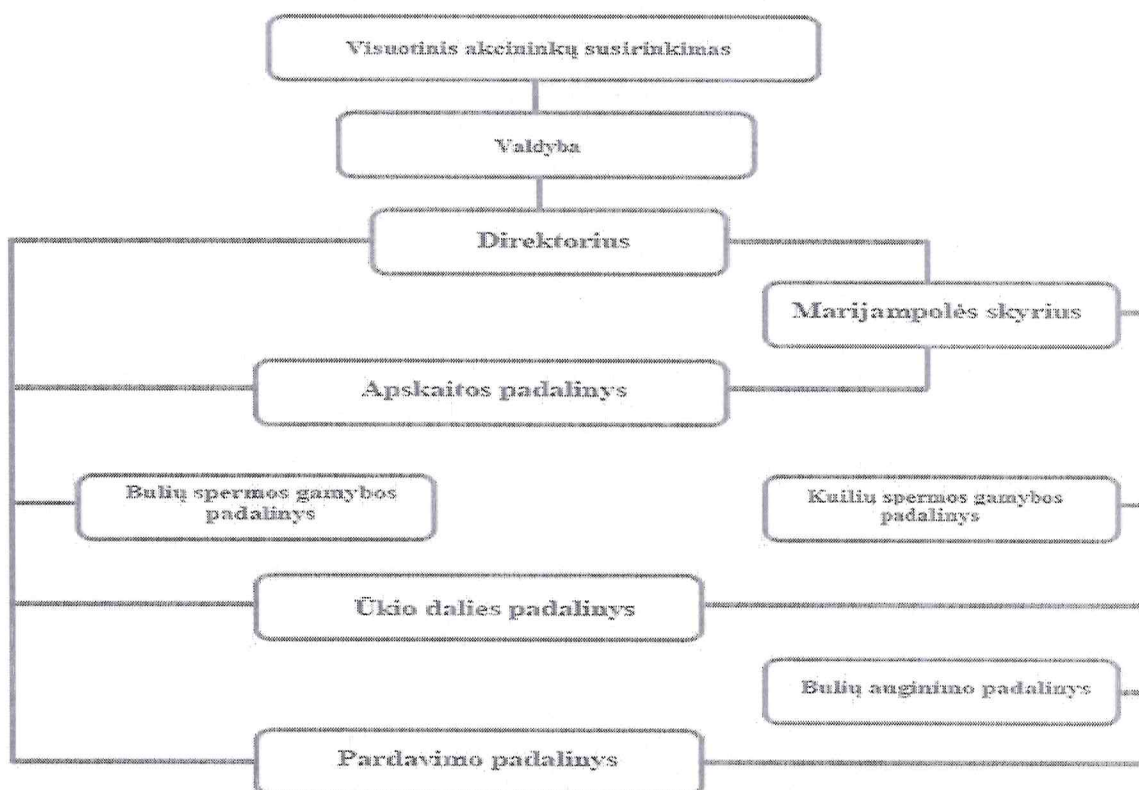 Visuotinis akcininkų susirinkimas
Valdyba
Direktorius
Marijampolės skyrius
Apskaitos padalinys
Bulių spermos gamybos
padalinys
Kuilių spermos gamybos
padalinys
Ūkio dalies padalinys
Bulių auginimo padalinys
Pardavimo padalinys